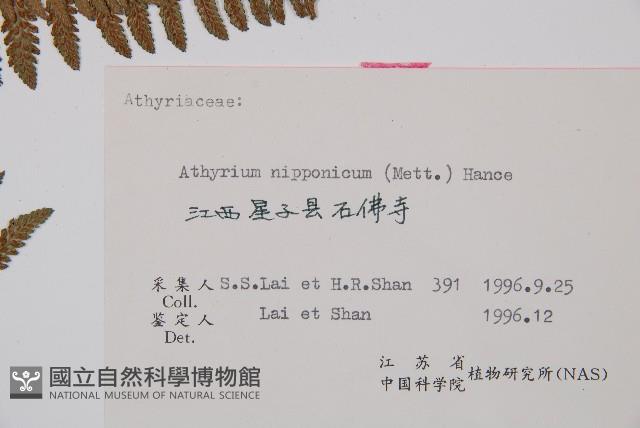 Athyriaceae:
Athyrium nipponicum (Mett.) Hance
江西星子县石佛寺
采集人 S.S.Lai et H.R.Shan 391 1996.9.25
Coll.
鉴定人 Lai et Shan 1996.12
Det.
江苏省
中国科学院 植物研究所(NAS)
國立自然科學博物館
NATIONAL MUSEUM OF NATURAL SCIENCE